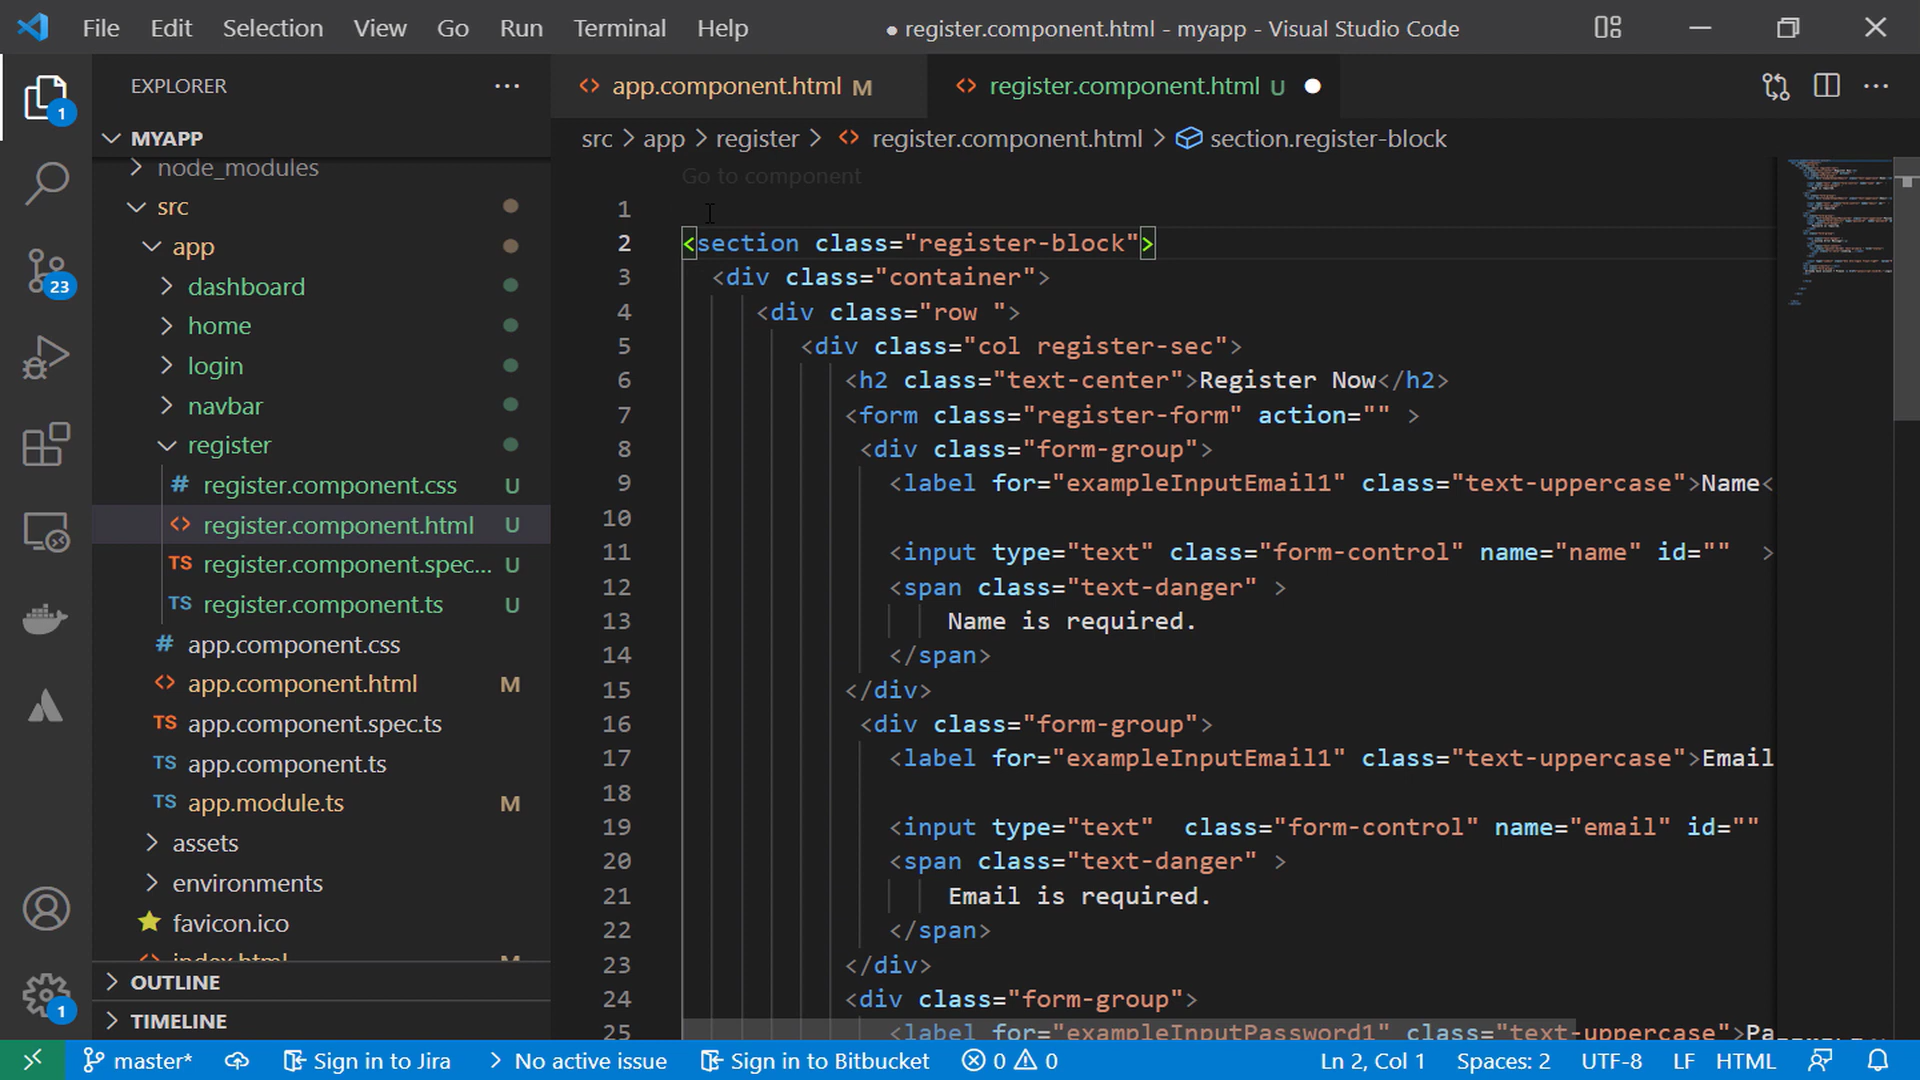 File Edit Selection View Go Run Terminal Help ● register.component.html - myapp - Visual Studio Code
EXPLORER
MYAPP
node_modules
src
app
dashboard
home
login
navbar
register
register.component.css U
register.component.html U
register.component.spec... U
register.component.ts U
app.component.css
app.component.html M
app.component.spec.ts
app.component.ts
app.module.ts M
assets
environments
favicon.ico
index.html M
OUTLINE
TIMELINE
1
23
1
app.component.html M
register.component.html U
src > app > register > register.component.html > section.register-block
Go to component
1
2 <section class="register-block">
3 <div class="container">
4 <div class="row ">
5 <div class="col register-sec">
6 <h2 class="text-center">Register Now</h2>
7 <form class="register-form" action="" >
8 <div class="form-group">
9 <label for="exampleInputEmail1" class="text-uppercase">Name<
10
11 <input type="text" class="form-control" name="name" id="" >
12 <span class="text-danger" >
13 Name is required.
14 </span>
15 </div>
16 <div class="form-group">
17 <label for="exampleInputEmail1" class="text-uppercase">Email
18
19 <input type="text"  class="form-control" name="email" id=""
20 <span class="text-danger" >
21 Email is required.
22 </span>
23 </div>
24 <div class="form-group">
25 <label for="exampleInputPassword1" class="text-uppercase">Pa
master* Sign in to Jira No active issue Sign in to Bitbucket 0 0 Ln 2, Col 1 Spaces: 2 UTF-8 LF HTML